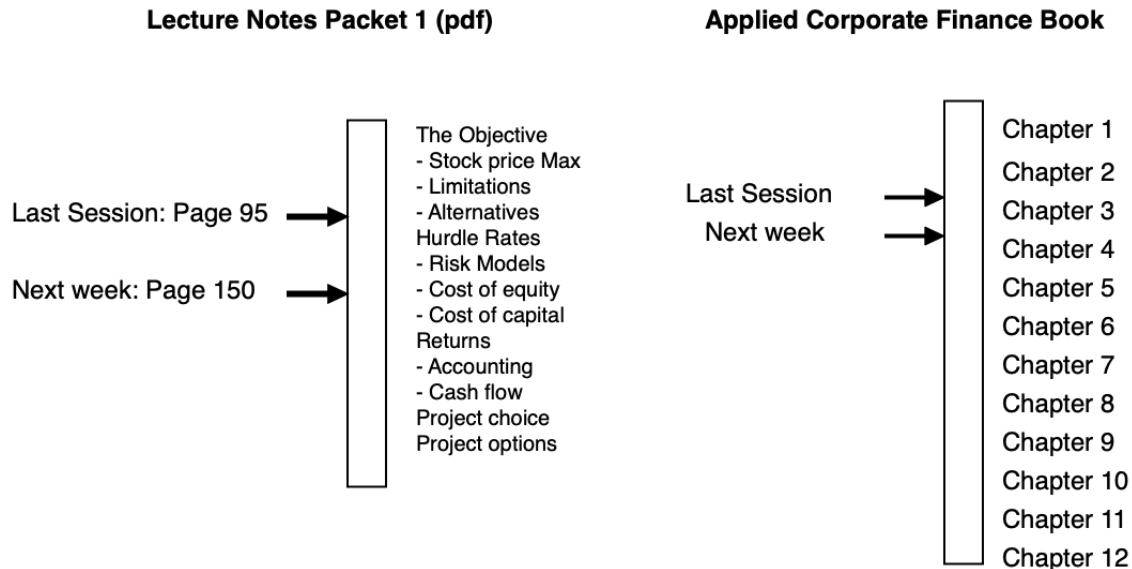 Lecture Notes Packet 1 (pdf)
The Objective
- Stock price Max
- Limitations
- Alternatives
Hurdle Rates
- Risk Models
- Cost of equity
- Cost of capital
Returns
- Accounting
- Cash flow
Project choice
Project options
Last Session: Page 95
Next week: Page 150
Applied Corporate Finance Book
Last Session
Next week
Chapter 1
Chapter 2
Chapter 3
Chapter 4
Chapter 5
Chapter 6
Chapter 7
Chapter 8
Chapter 9
Chapter 10
Chapter 11
Chapter 12